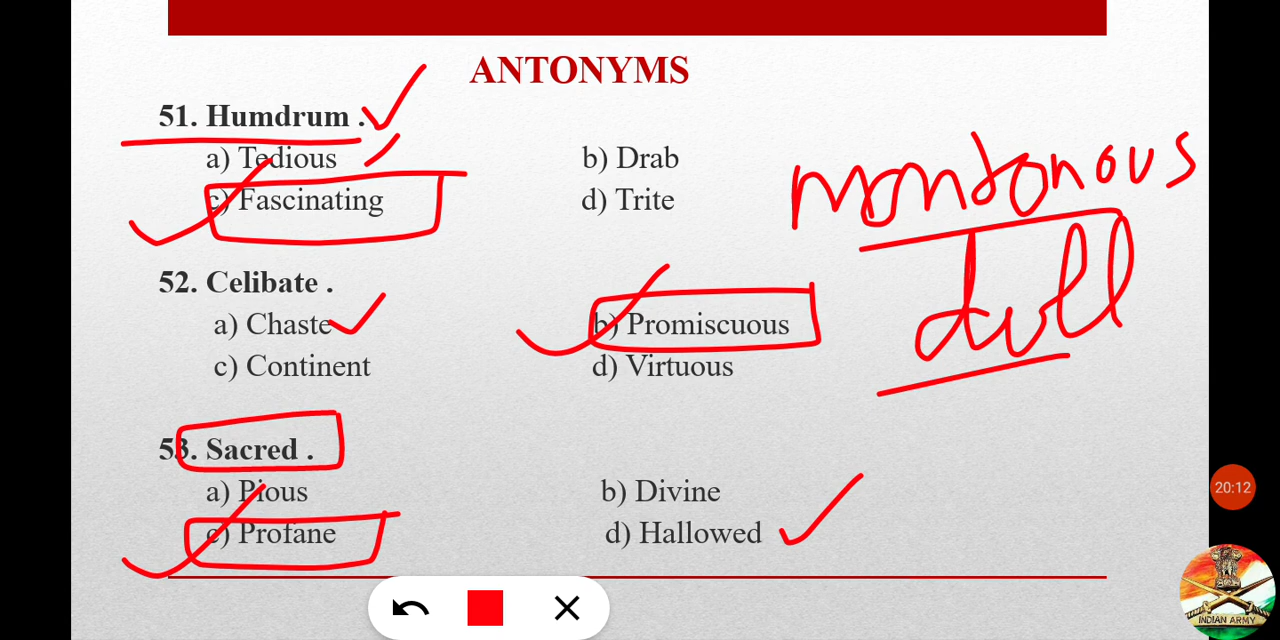 ANTONYMS
51. Humdrum .
a) Tedious
b) Drab
c) Fascinating
d) Trite
montonous
dull
52. Celibate .
a) Chaste
b) Promiscuous
c) Continent
d) Virtuous
53. Sacred .
a) Pious
b) Divine
c) Profane
d) Hallowed
20:12
INDIAN ARMY